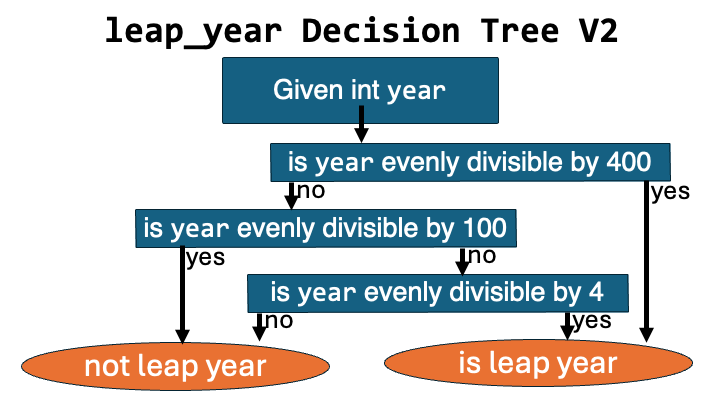 leap_year Decision Tree V2
Given int year
is year evenly divisible by 400
no
yes
is year evenly divisible by 100
yes
no
is year evenly divisible by 4
no
yes
not leap year
is leap year